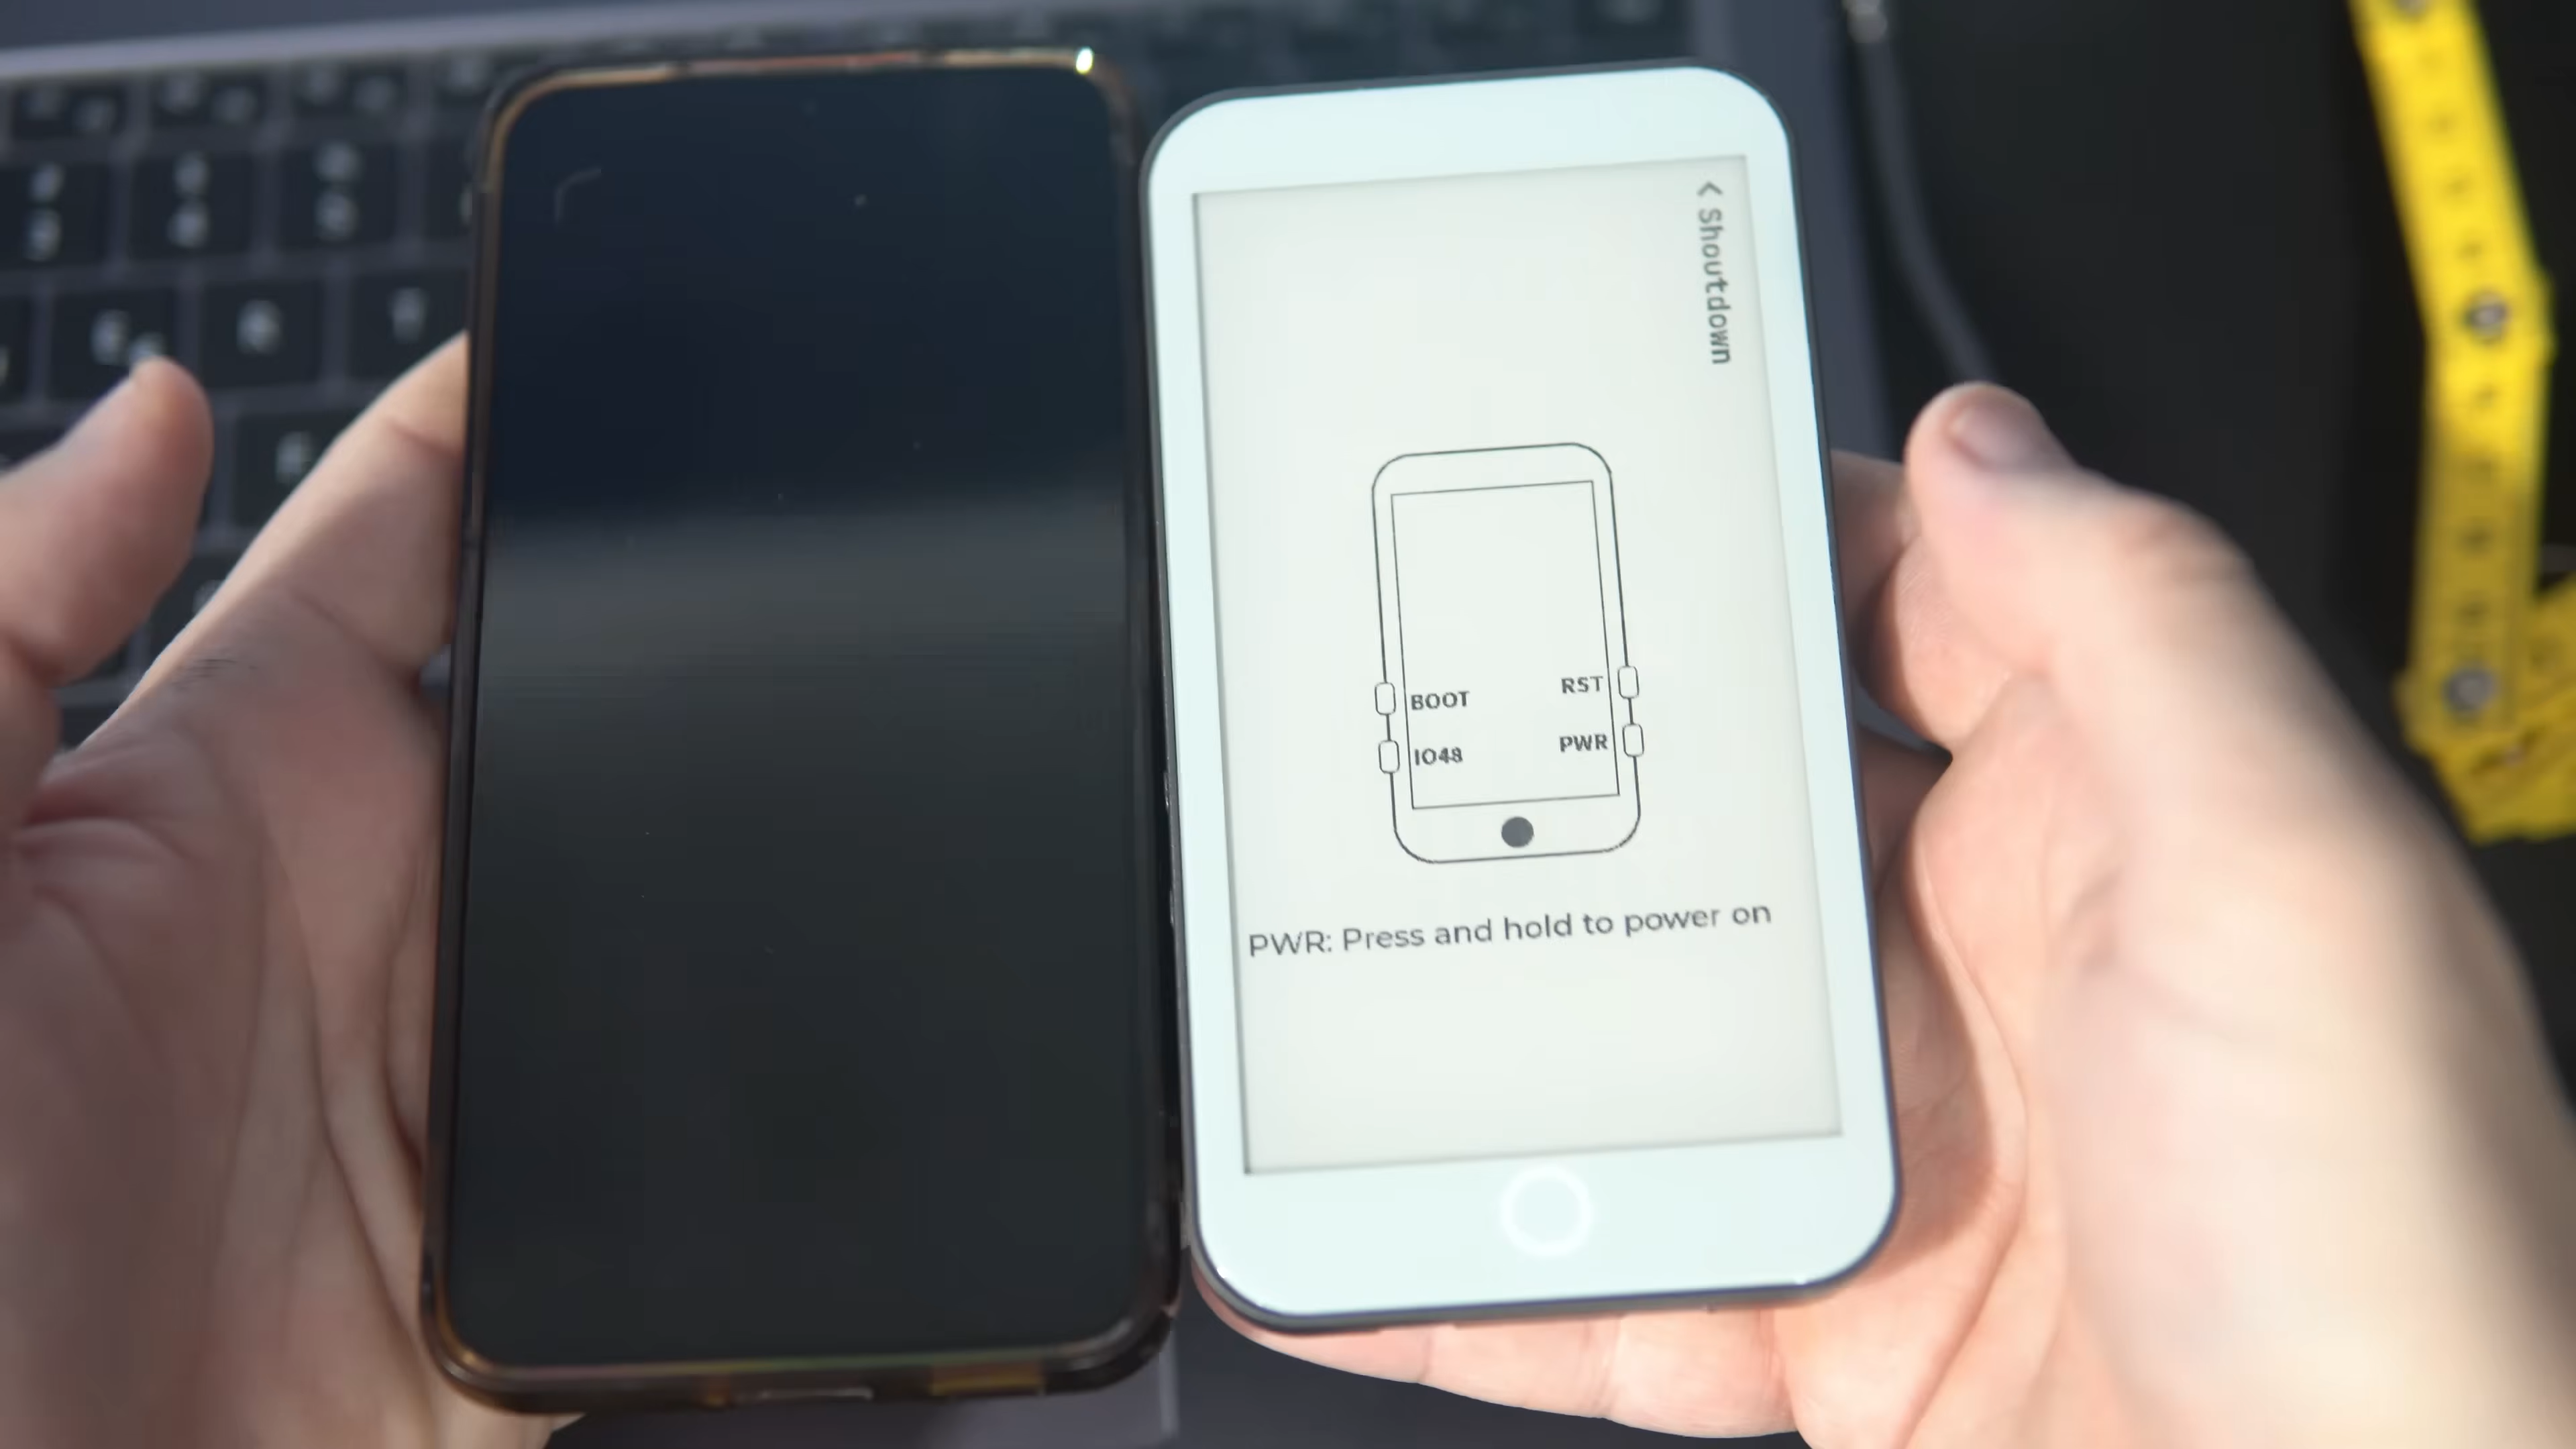 < Shoutdown
BOOT
RST
IO48
PWR
PWR: Press and hold to power on